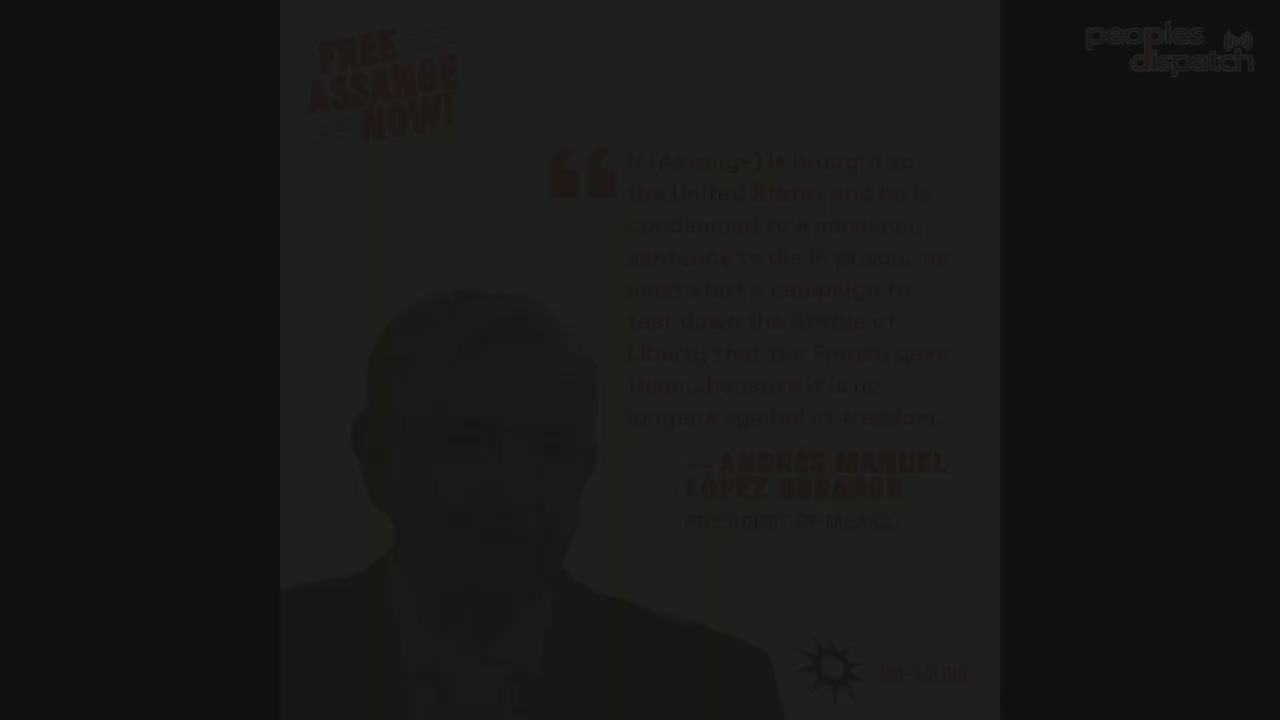 FREE
ASSANGE
NOW!
peoples
dispatch
If (Assange) is brought to
the United States and he is
condemned to a maximum
sentence to die in prison, we
must start a campaign to
tear down the Statue of
Liberty that the French gave
them...because it is no
longer a symbol of freedom.
— ANDRÉS MANUEL
LÓPEZ OBRADOR
PRESIDENT OF MEXICO